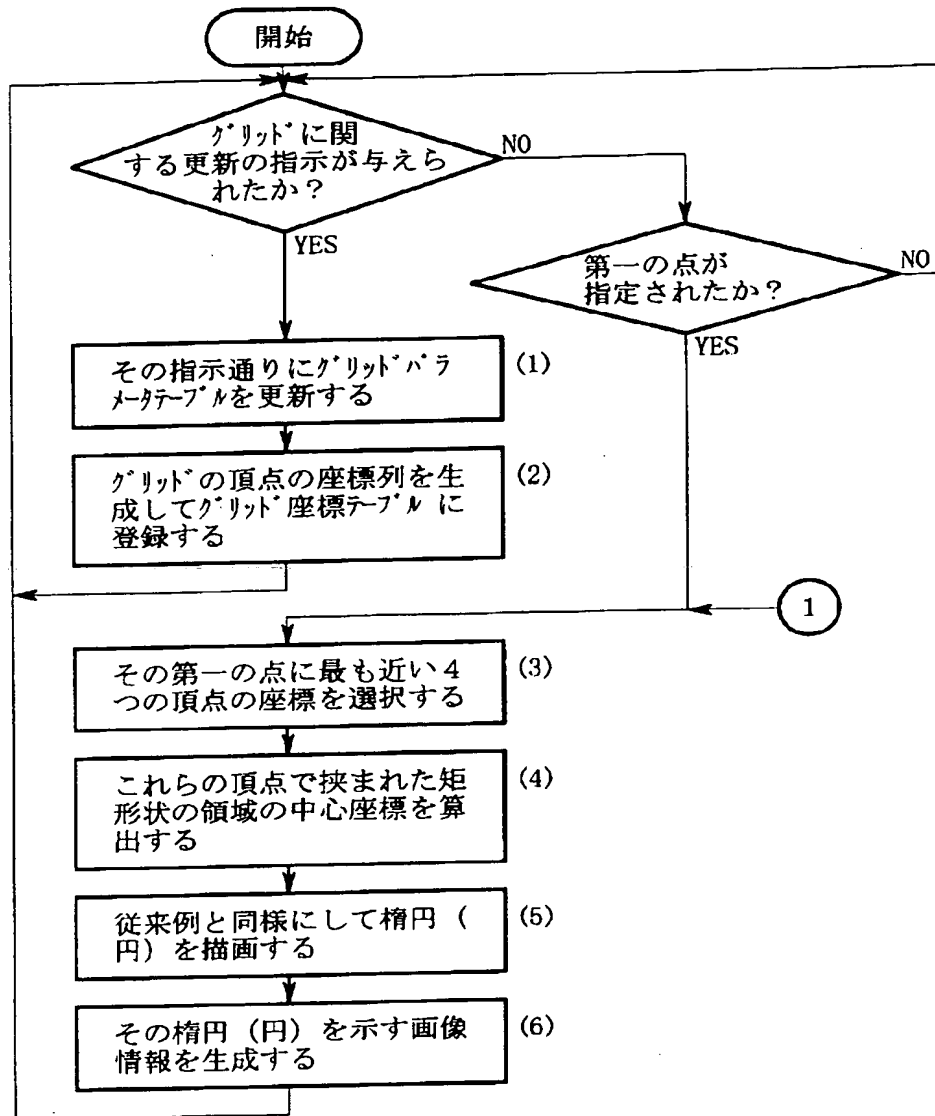 開始
グリッドに関
する更新の指示が与えら
れたか？
NO
YES
第一の点が
指定されたか？
NO
YES
その指示通りにグリッドパラ
メータテーブルを更新する
(1)
グリッドの頂点の座標列を生
成してグリッド座標テーブルに
登録する
(2)
1
その第一の点に最も近い４
つの頂点の座標を選択する
(3)
これらの頂点で挟まれた矩
形状の領域の中心座標を算
出する
(4)
従来例と同様にして楕円（
円）を描画する
(5)
その楕円（円）を示す画像
情報を生成する
(6)